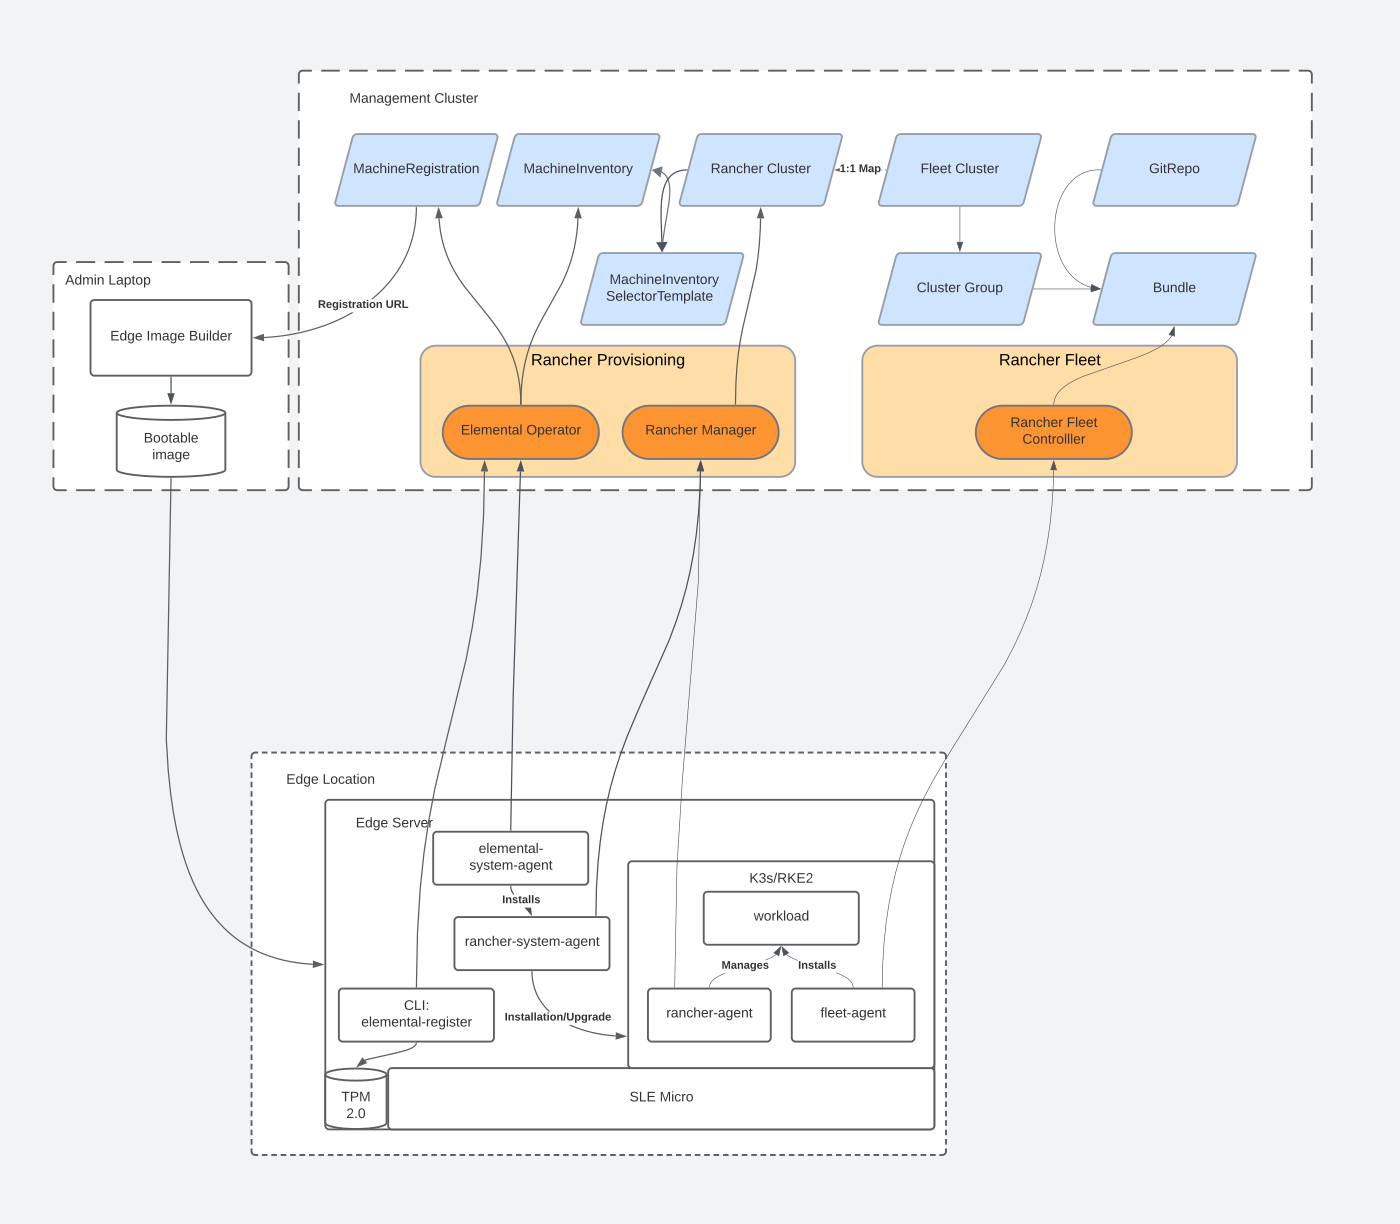 Management Cluster
MachineRegistration
MachineInventory
Rancher Cluster
1:1 Map
Fleet Cluster
GitRepo
MachineInventory
SelectorTemplate
Cluster Group
Bundle
Admin Laptop
Edge Image Builder
Registration URL
Bootable
image
Rancher Provisioning
Elemental Operator
Rancher Manager
Rancher Fleet
Rancher Fleet
Controlller
Edge Location
Edge Server
elemental-
system-agent
Installs
rancher-system-agent
Installation/Upgrade
CLI:
elemental-register
K3s/RKE2
workload
Manages
Installs
rancher-agent
fleet-agent
TPM
2.0
SLE Micro